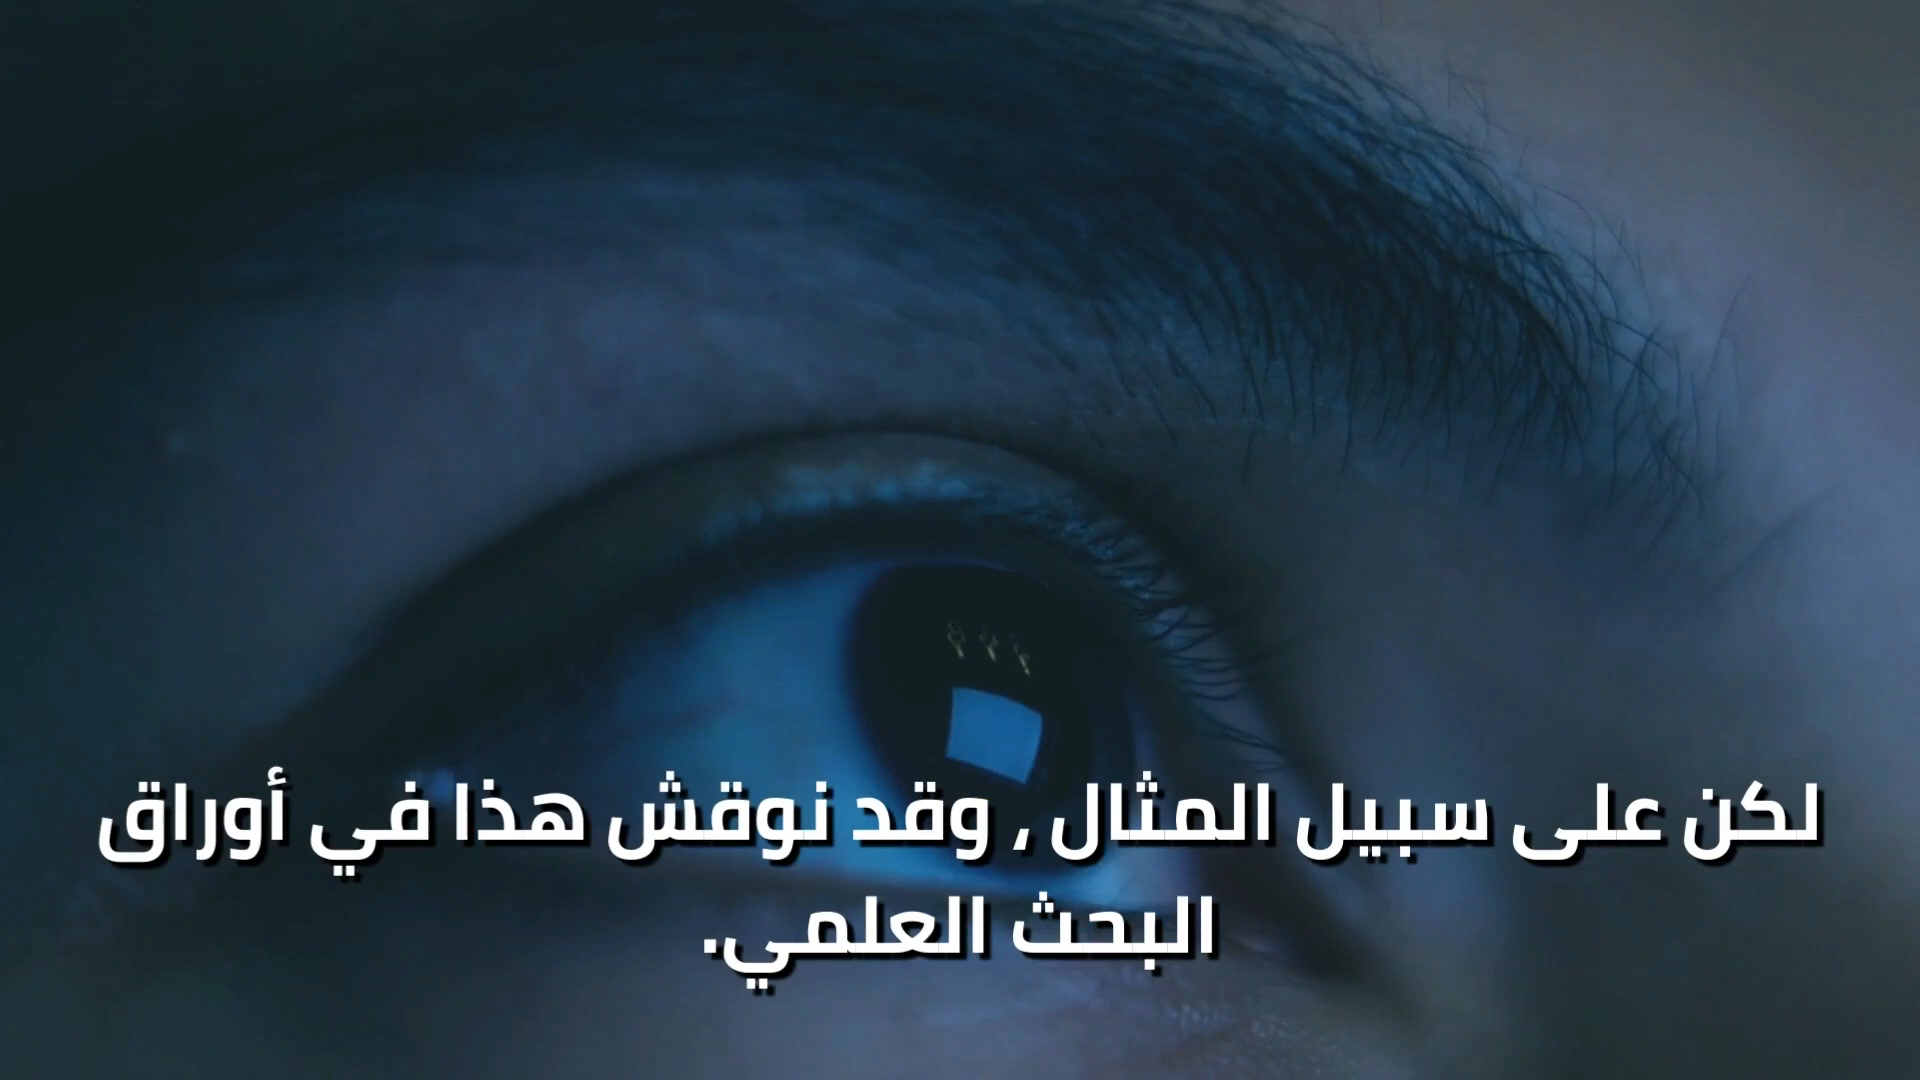 لكن على سبيل المثال, وقد نوقش هذا في أوراق
البحث العلمي.